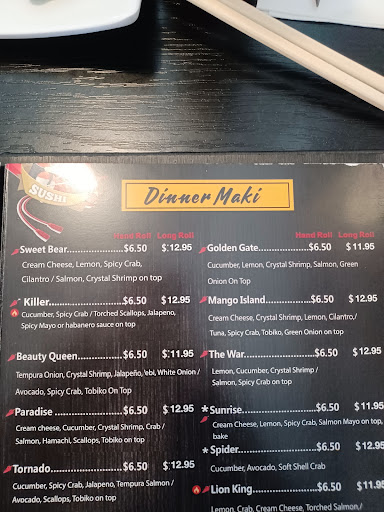 SUSHI
Dinner Maki
Hand Roll Long Roll
Sweet Bear...............$6.50 $12.95
Cream Cheese, Lemon, Spicy Crab,
Cilantro / Salmon, Crystal Shrimp on top
Killer.......................$6.50 $12.95
Cucumber, Spicy Crab / Torched Scallops, Jalapeno,
Spicy Mayo or habanero sauce on top
Beauty Queen............$6.50 $11.95
Tempura Onion, Crystal Shrimp, Jalapeño, ebl, White Onion /
Avocado, Spicy Crab, Tobiko On Top
Paradise ..................$6.50 $12.95
Cream cheese, Cucumber, Crystal Shrimp, Crab /
Salmon, Hamachi, Scallops, Tobiko on top
Tornado...................$6.50 $12.95
Cucumber, Spicy Crab, Jalapeno, Tempura Salmon /
Avocado, Scallops, Tobiko on top
Hand Roll Long Roll
Golden Gate..............$6.50 $11.95
Cucumber, Lemon, Crystal Shrimp, Salmon, Green
Onion On Top
Mango Island............$6.50 $12.95
Cream Cheese, Crystal Shrimp, Lemon, Cilantro,/
Tuna, Spicy Crab, Tobiko, Green Onion on top
The War....................$6.50 $12.95
Lemon, Cucumber, Crystal Shrimp /
Salmon, Spicy Crab on top
*Sunrise....................$6.50 $11.95
Cream Cheese, Lemon, Spicy Crab, Salmon Mayo on top,
bake
* Spider.....................$6.50 $12.95
Cucumber, Avocado, Soft Shell Crab
Lion King..................$6.50 $11.95
Lemon, Crab, Cream Cheese, Torched Salmon,/